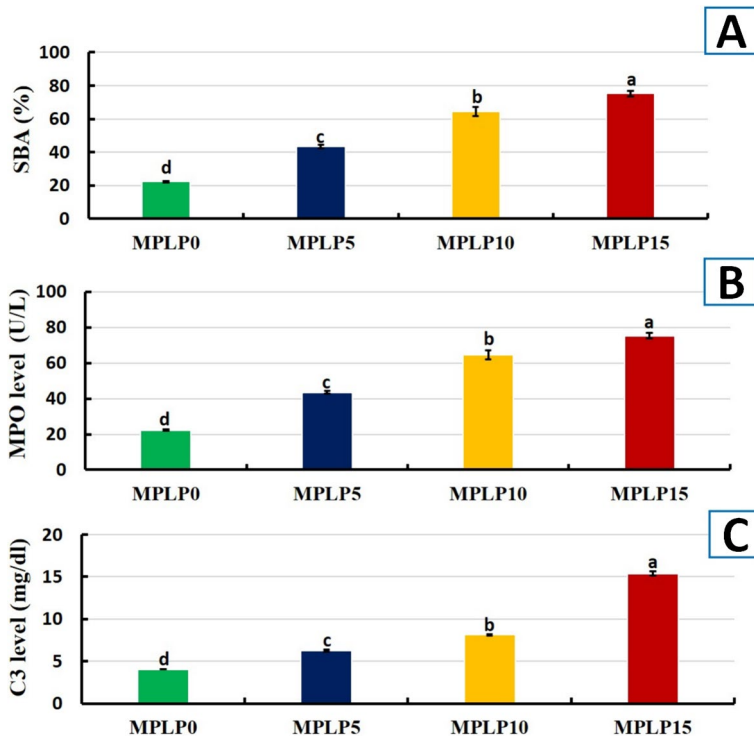 A
SBA (%)
100
80
60
40
20
0
d
c
b
a
MPLP0 MPLP5 MPLP10 MPLP15
B
MPO level (U/L)
100
80
60
40
20
0
d
c
b
a
MPLP0 MPLP5 MPLP10 MPLP15
C
C3 level (mg/dl)
20
15
10
5
0
d
c
b
a
MPLP0 MPLP5 MPLP10 MPLP15